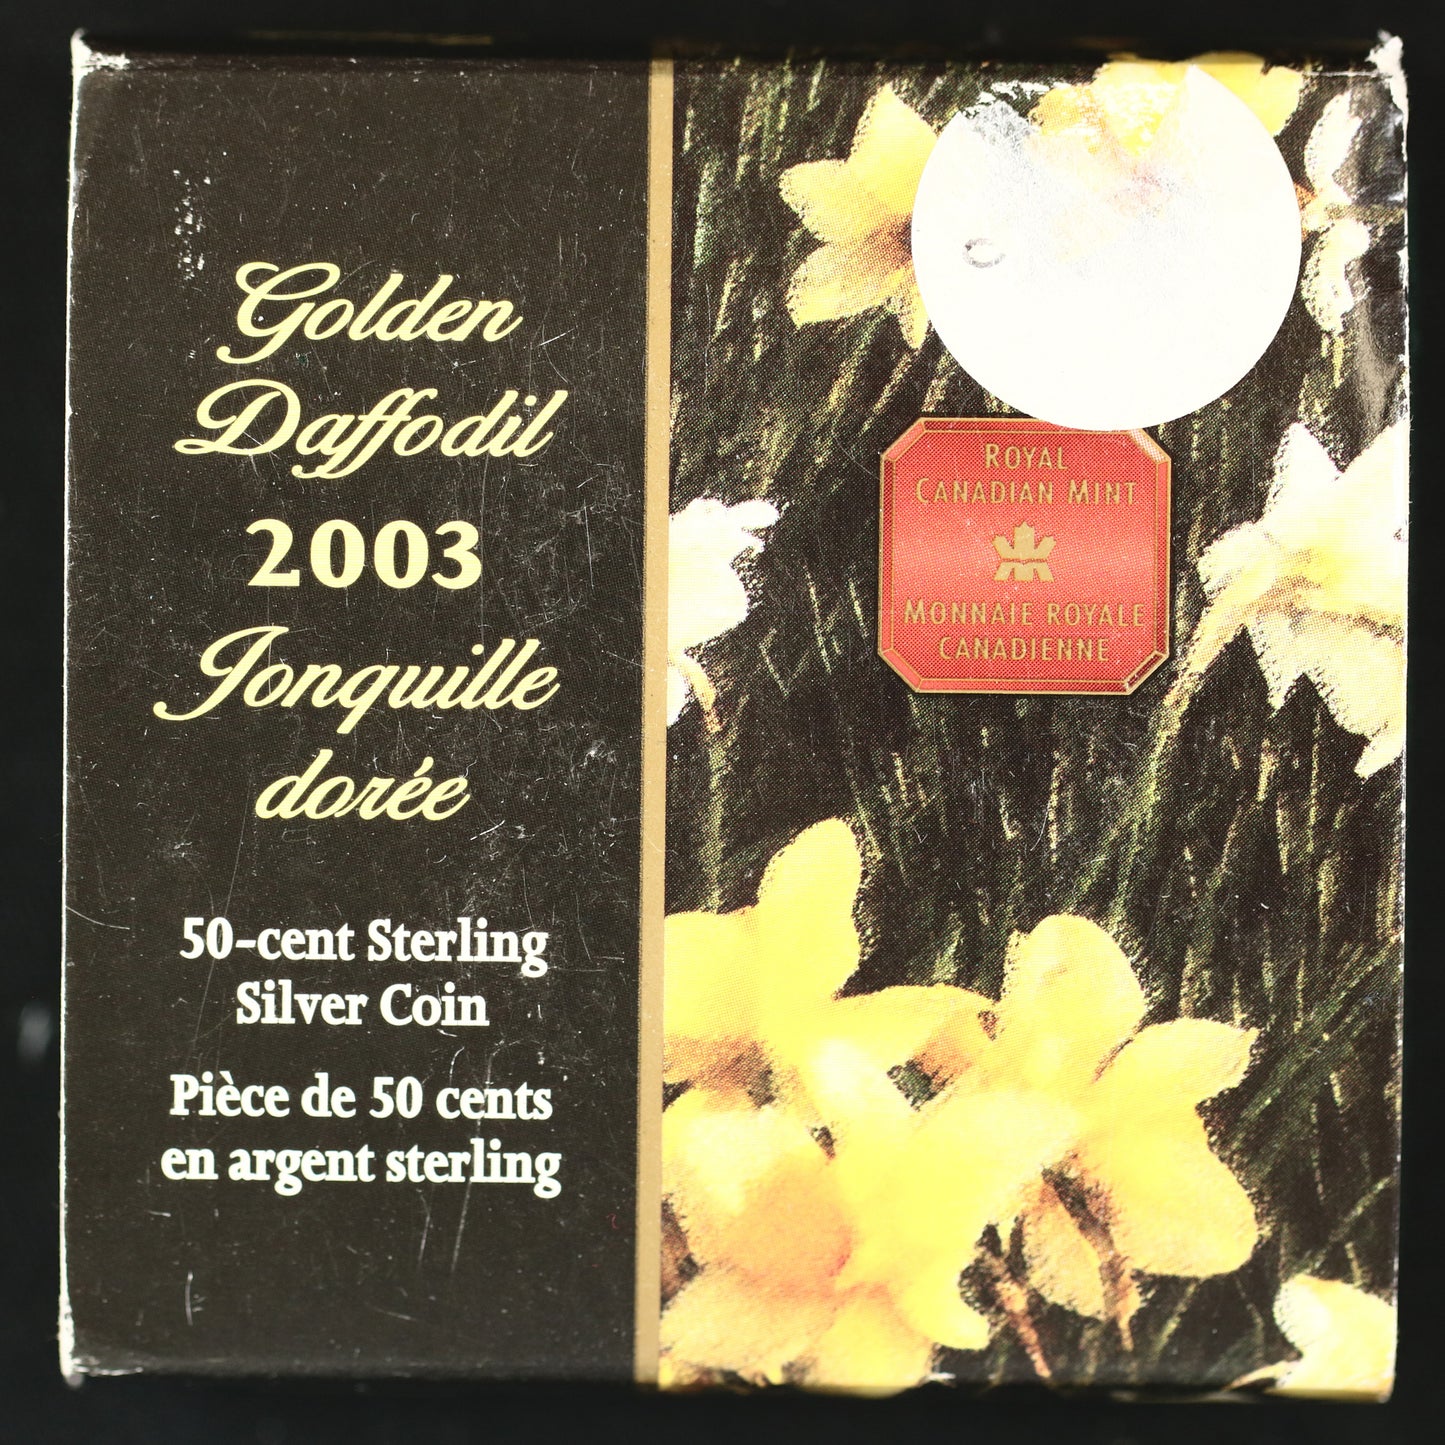 Golden
Daffodil
2003
Jonquille
dorée
50-cent Sterling
Silver Coin
Pièce de 50 cents
en argent sterling
ROYAL
CANADIAN MINT
MONNAIE ROYALE
CANADIENNE